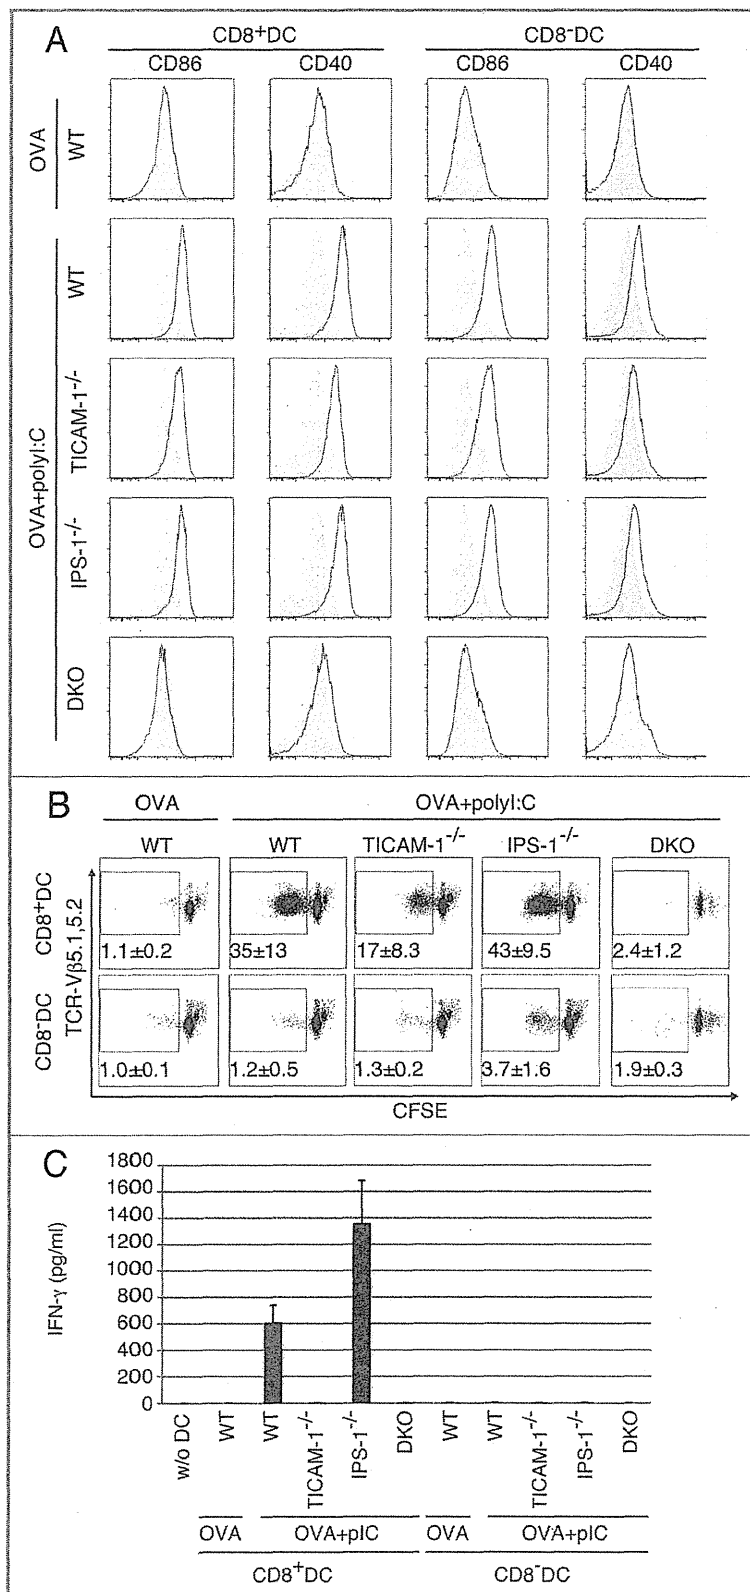 A
CD8⁺DC CD8⁻DC
CD86 CD40 CD86 CD40
OVA
WT
OVA+polyI:C
WT
TICAM-1⁻/⁻
IPS-1⁻/⁻
DKO
B
OVA OVA+polyI:C
WT WT TICAM-1⁻/⁻ IPS-1⁻/⁻ DKO
CD8⁺DC
1.1±0.2 35±13 17±8.3 43±9.5 2.4±1.2
CD8⁻DC
1.0±0.1 1.2±0.5 1.3±0.2 3.7±1.6 1.9±0.3
TCR-Vβ5.1,5.2
CFSE
C
IFN-γ (pg/ml)
1800
1600
1400
1200
1000
800
600
400
200
0
w/o DC WT WT TICAM-1⁻/⁻ IPS-1⁻/⁻ DKO WT WT TICAM-1⁻/⁻ IPS-1⁻/⁻ DKO
OVA OVA+pIC OVA OVA+pIC
CD8⁺DC CD8⁻DC